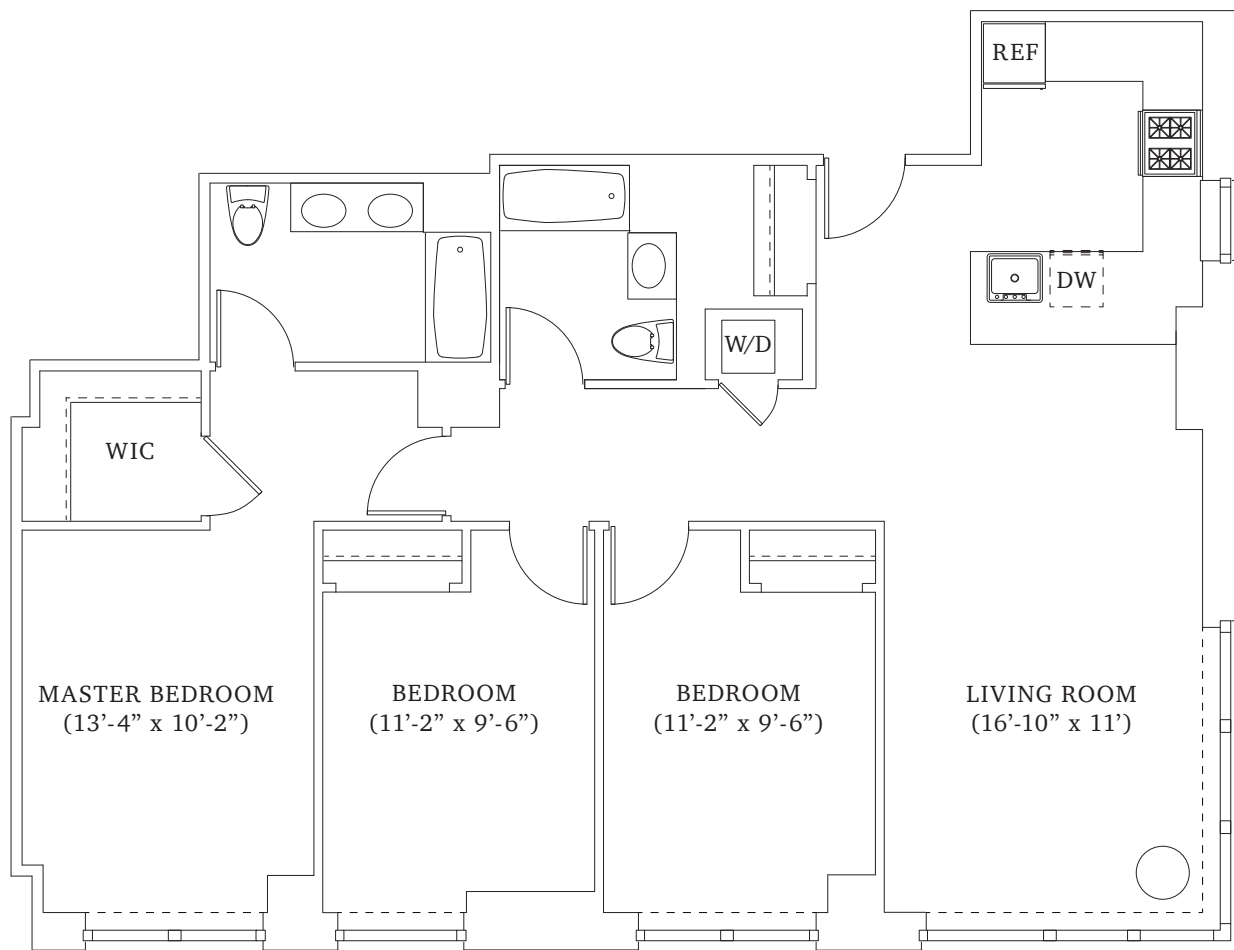 REF
DW
W/D
WIC
MASTER BEDROOM
(13'-4” x 10'-2”)
BEDROOM
(11'-2” x 9'-6”)
BEDROOM
(11'-2” x 9'-6”)
LIVING ROOM
(16'-10” x 11')